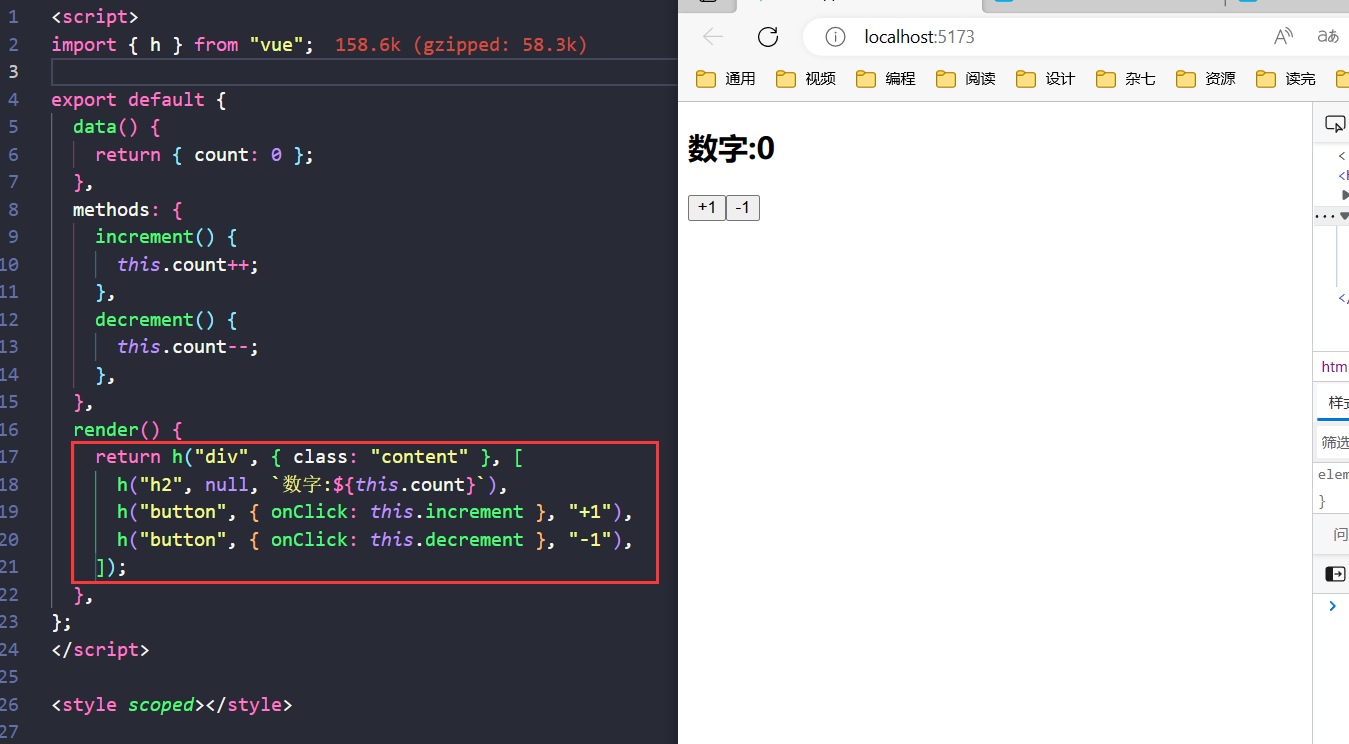 1 <script>
2 import { h } from "vue"; 158.6k (gzipped: 58.3k)
3
4 export default {
5 data() {
6 return { count: 0 };
7 },
8 methods: {
9 increment() {
10 this.count++;
11 },
12 decrement() {
13 this.count--;
14 },
15 },
16 render() {
17 return h("div", { class: "content" }, [
18 h("h2", null, `数字:${this.count}`),
19 h("button", { onClick: this.increment }, "+1"),
20 h("button", { onClick: this.decrement }, "-1"),
21 ]);
22 },
23 };
24 </script>
25
26 <style scoped></style>
27
localhost:5173
通用 视频 编程 阅读 设计 杂七 资源 读完
数字:0
+1 -1
<
<h
</
htm
样式
筛选
elem
}
问